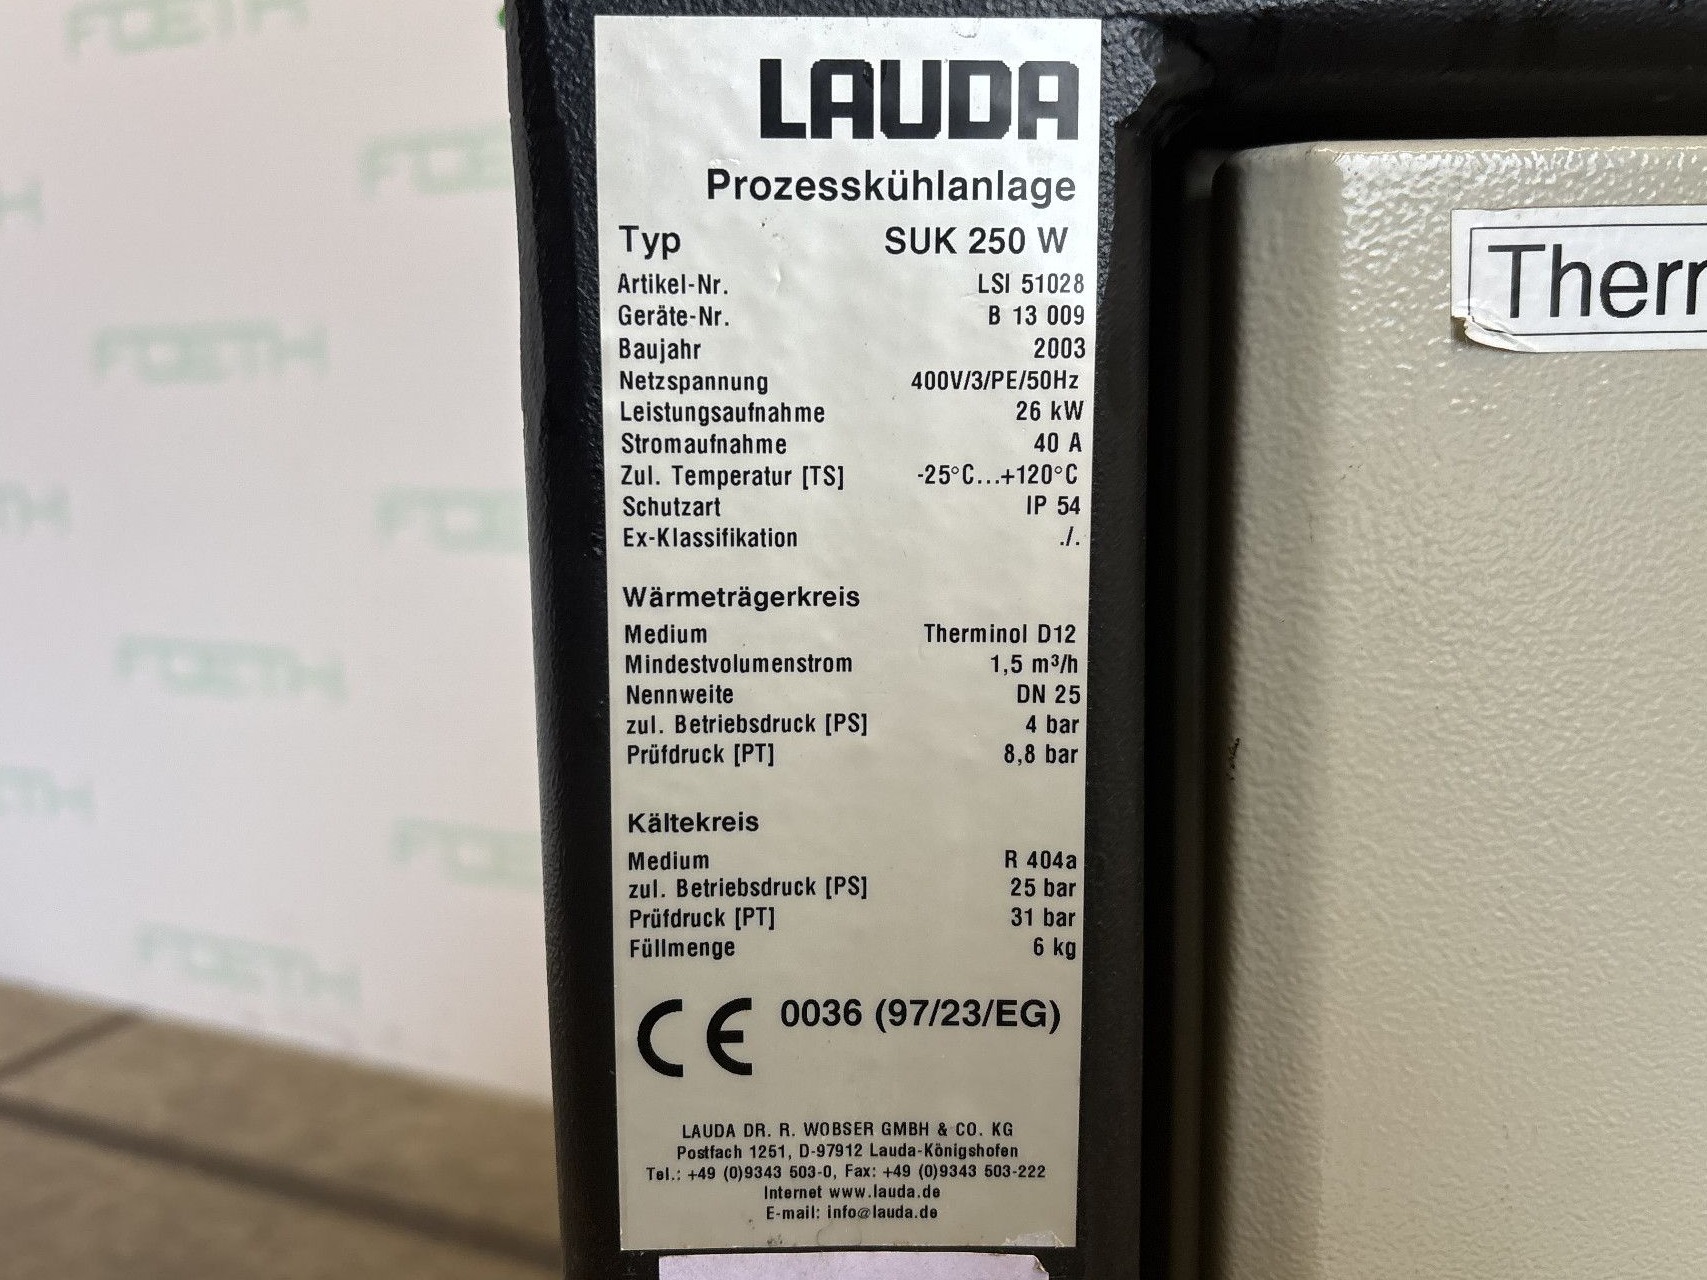 LAUDA
Prozesskühlanlage
Typ SUK 250 W
Artikel-Nr. LSI 51028
Geräte-Nr. B 13 009
Baujahr 2003
Netzspannung 400V/3/PE/50Hz
Leistungsaufnahme 26 kW
Stromaufnahme 40 A
Zul. Temperatur [TS] -25°C...+120°C
Schutzart IP 54
Ex-Klassifikation ./.
Wärmeträgerkreis
Medium Therminol D12
Mindestvolumenstrom 1,5 m³/h
Nennweite DN 25
zul. Betriebsdruck [PS] 4 bar
Prüfdruck [PT] 8,8 bar
Kältekreis
Medium R 404a
zul. Betriebsdruck [PS] 25 bar
Prüfdruck [PT] 31 bar
Füllmenge 6 kg
CE 0036 (97/23/EG)
LAUDA DR. R. WOBSER GMBH & CO. KG
Postfach 1251, D-97912 Lauda-Königshofen
Tel.: +49 (0)9343 503-0, Fax: +49 (0)9343 503-222
Internet www.lauda.de
E-mail: info@lauda.de
Therm
FOETH
FOETH
FOETH
FOETH
FOETH